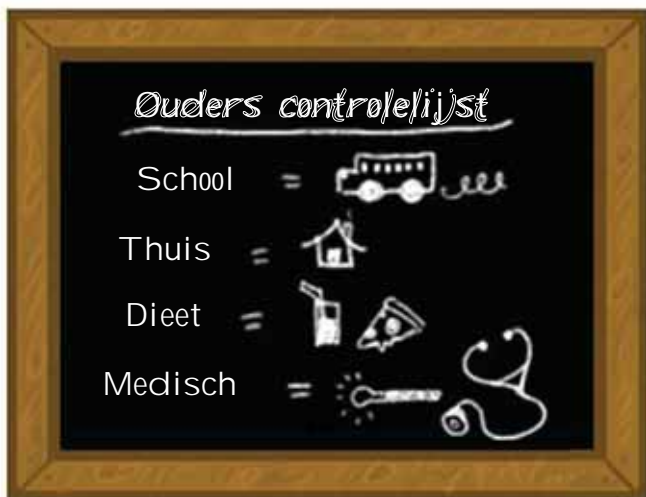 Ouders controlelijst
School =
Thuis =
Dieet =
Medisch =